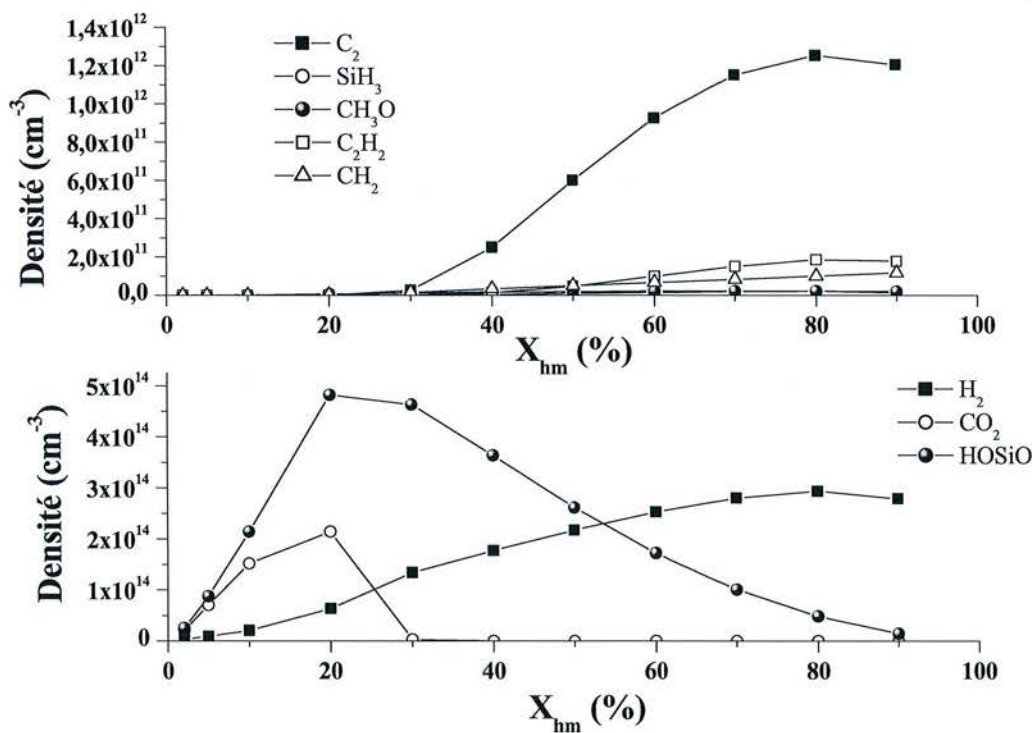 1,4x10¹²
1,2x10¹²
1,0x10¹²
8,0x10¹¹
6,0x10¹¹
4,0x10¹¹
2,0x10¹¹
0,0
Densité (cm⁻³)
C₂
SiH₃
CH₃O
C₂H₂
CH₂
0 20 40 60 80 100
X_hm (%)
5x10¹⁴
4x10¹⁴
3x10¹⁴
2x10¹⁴
1x10¹⁴
0
Densité (cm⁻³)
H₂
CO₂
HOSiO
0 20 40 60 80 100
X_hm (%)